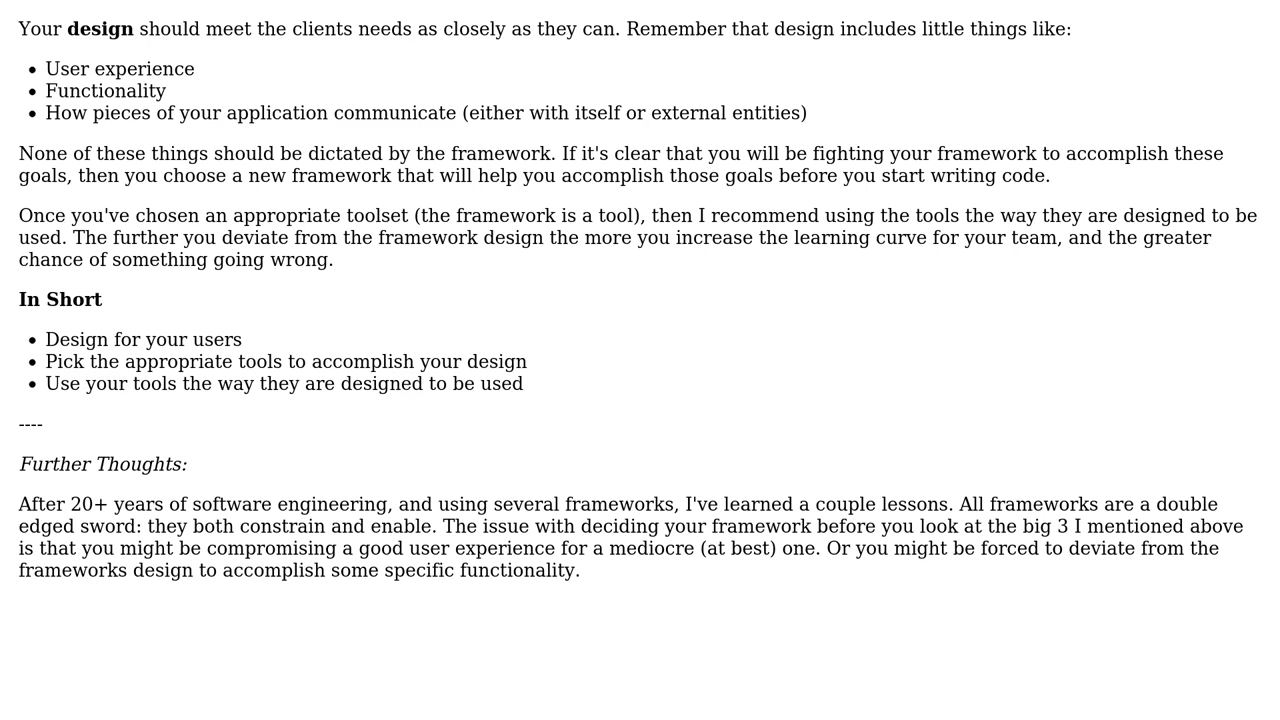 Your design should meet the clients needs as closely as they can. Remember that design includes little things like:
• User experience
• Functionality
• How pieces of your application communicate (either with itself or external entities)
None of these things should be dictated by the framework. If it's clear that you will be fighting your framework to accomplish these
goals, then you choose a new framework that will help you accomplish those goals before you start writing code.
Once you've chosen an appropriate toolset (the framework is a tool), then I recommend using the tools the way they are designed to be
used. The further you deviate from the framework design the more you increase the learning curve for your team, and the greater
chance of something going wrong.
In Short
• Design for your users
• Pick the appropriate tools to accomplish your design
• Use your tools the way they are designed to be used
----
Further Thoughts:
After 20+ years of software engineering, and using several frameworks, I've learned a couple lessons. All frameworks are a double
edged sword: they both constrain and enable. The issue with deciding your framework before you look at the big 3 I mentioned above
is that you might be compromising a good user experience for a mediocre (at best) one. Or you might be forced to deviate from the
frameworks design to accomplish some specific functionality.